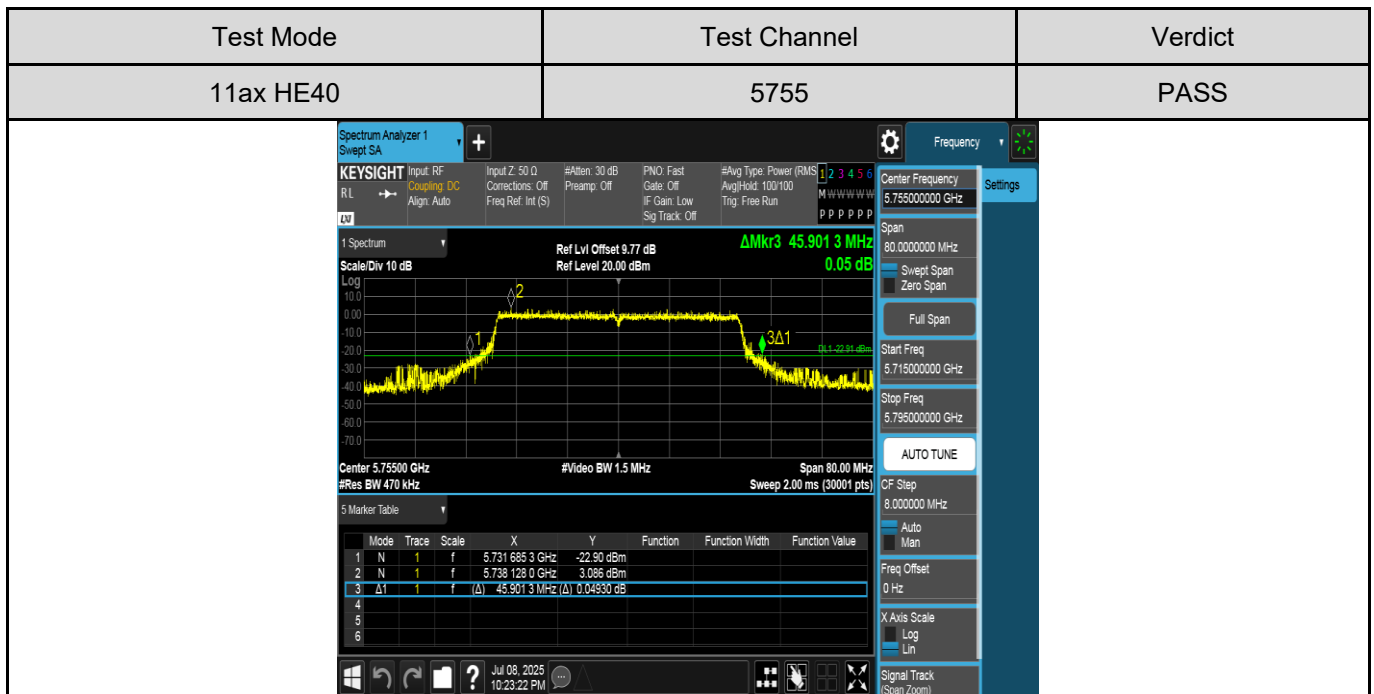 Test Mode Test Channel Verdict
11ax HE40 5755 PASS
Spectrum Analyzer 1
Swept SA
+
Frequency
KEYSIGHT Input: RF Input Z: 50 Ω #Atten: 30 dB PNO: Fast #Avg Type: Power (RMS 1 2 3 4 5 6
RL Coupling: DC Corrections: Off Preamp: Off Gate: Off Avg|Hold: 100/100 M W W W W W
Align: Auto Freq Ref: Int (S) IF Gain: Low Trig: Free Run
LXI Sig Track: Off P P P P P P
1 Spectrum
Ref Lvl Offset 9.77 dB ΔMkr3 45.901 3 MHz
Scale/Div 10 dB Ref Level 20.00 dBm 0.05 dB
Log
10.0
0.00
-10.0
-20.0
-30.0
-40.0
-50.0
-60.0
-70.0
2
1
3Δ1
DL1 -22.91 dBm
Center 5.75500 GHz #Video BW 1.5 MHz Span 80.00 MHz
#Res BW 470 kHz Sweep 2.00 ms (30001 pts)
5 Marker Table
Mode Trace Scale X Y Function Function Width Function Value
1 N 1 f 5.731 685 3 GHz -22.90 dBm
2 N 1 f 5.738 128 0 GHz 3.086 dBm
3 Δ1 1 f (Δ) 45.901 3 MHz (Δ) 0.04930 dB
4
5
6
Jul 08, 2025
10:23:22 PM
?
Center Frequency
5.755000000 GHz
Settings
Span
80.0000000 MHz
Swept Span
Zero Span
Full Span
Start Freq
5.715000000 GHz
Stop Freq
5.795000000 GHz
AUTO TUNE
CF Step
8.000000 MHz
Auto
Man
Freq Offset
0 Hz
X Axis Scale
Log
Lin
Signal Track
(Span Zoom)